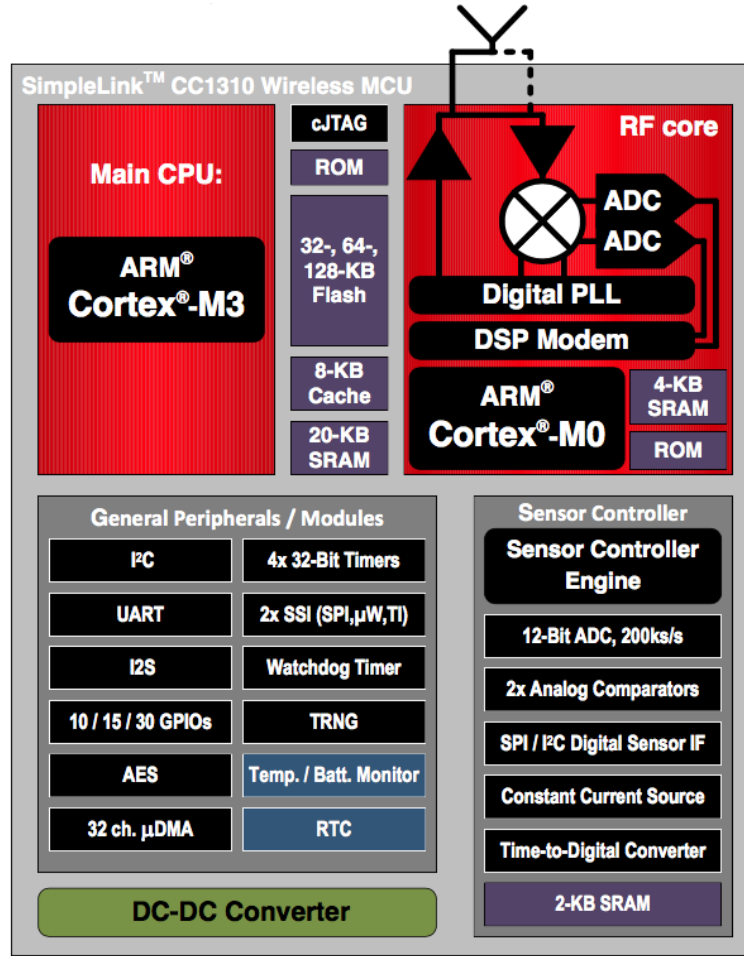 SimpleLink™ CC1310 Wireless MCU
Main CPU:
ARM®
Cortex®-M3
cJTAG
ROM
32-, 64-,
128-KB
Flash
8-KB
Cache
20-KB
SRAM
RF core
ADC
ADC
Digital PLL
DSP Modem
ARM®
Cortex®-M0
4-KB
SRAM
ROM
General Peripherals / Modules
I²C
4x 32-Bit Timers
UART
2x SSI (SPI,µW,TI)
I2S
Watchdog Timer
10 / 15 / 30 GPIOs
TRNG
AES
Temp. / Batt. Monitor
32 ch. µDMA
RTC
Sensor Controller
Sensor Controller
Engine
12-Bit ADC, 200ks/s
2x Analog Comparators
SPI / I²C Digital Sensor IF
Constant Current Source
Time-to-Digital Converter
2-KB SRAM
DC-DC Converter